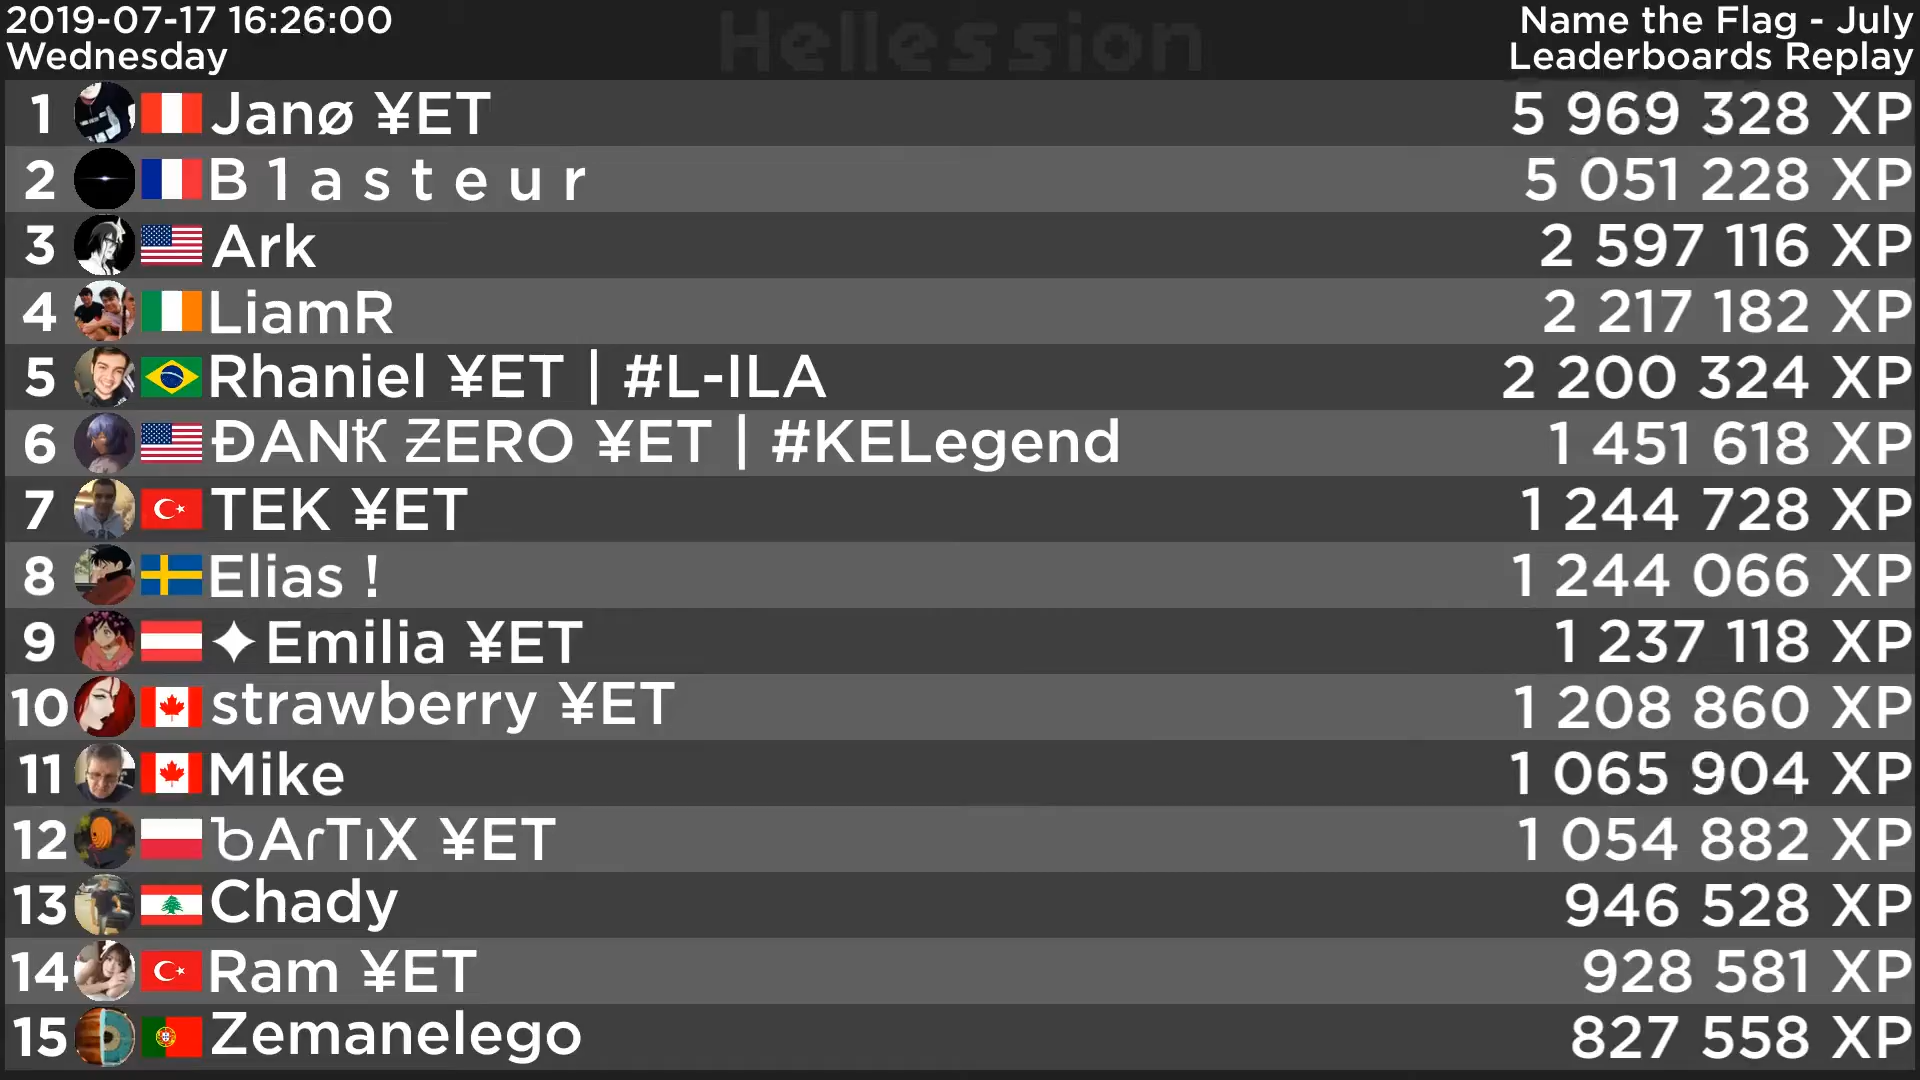 2019-07-17 16:26:00
Wednesday
Hellession
Name the Flag - July
Leaderboards Replay
1 Janø ¥ET 5 969 328 XP
2 B 1 a s t e u r 5 051 228 XP
3 Ark 2 597 116 XP
4 LiamR 2 217 182 XP
5 Rhaniel ¥ET | #L-ILA 2 200 324 XP
6 ĐANҜ ƵERO ¥ET | #KELegend 1 451 618 XP
7 TEK ¥ET 1 244 728 XP
8 Elias ! 1 244 066 XP
9 ✦Emilia ¥ET 1 237 118 XP
10 strawberry ¥ET 1 208 860 XP
11 Mike 1 065 904 XP
12 ႦAɾTıX ¥ET 1 054 882 XP
13 Chady 946 528 XP
14 Ram ¥ET 928 581 XP
15 Zemanelego 827 558 XP